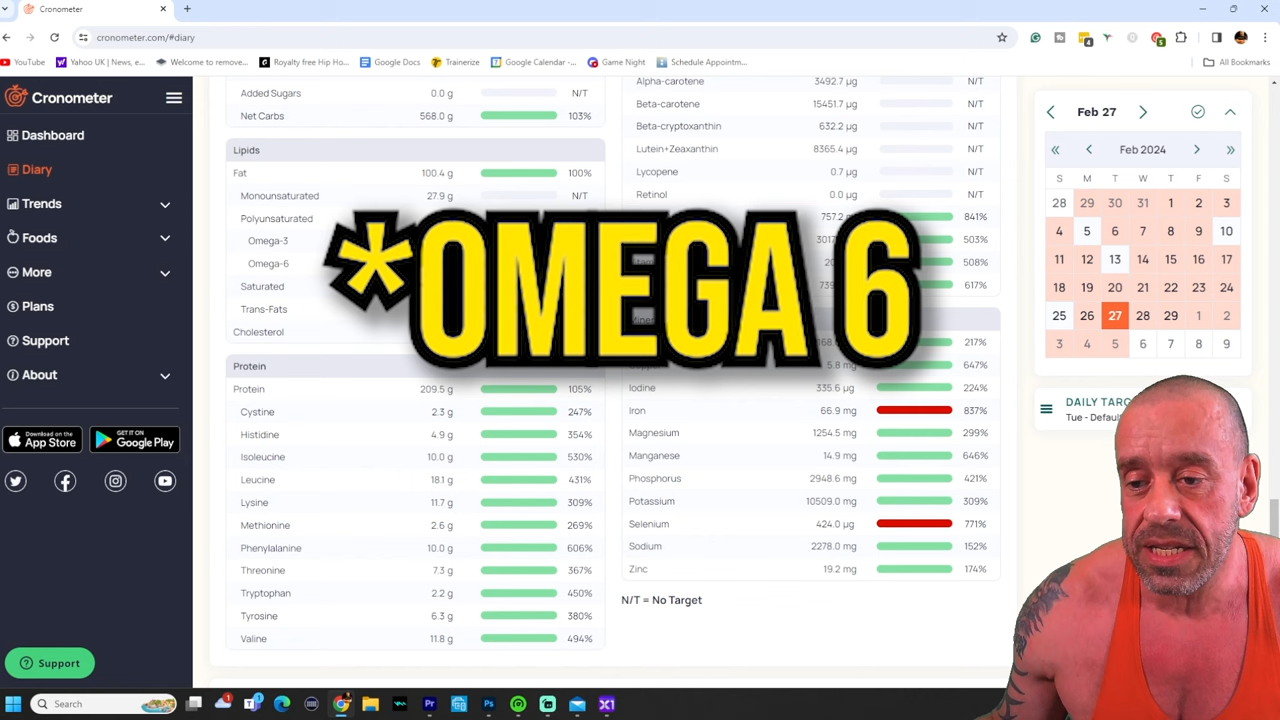 Cronometer
cronometer.com/#diary
YouTube
Yahoo UK | News, e...
Welcome to remove...
Royalty free Hip Ho...
Google Docs
Trainerize
Google Calendar -...
Game Night
Schedule Appointm...
All Bookmarks
Cronometer
Dashboard
Diary
Trends
Foods
More
Plans
Support
About
Download on the App Store
GET IT ON Google Play
Support
Added Sugars 0.0 g N/T
Net Carbs 568.0 g 103%
Lipids
Fat 100.4 g 100%
Monounsaturated 27.9 g N/T
Polyunsaturated
Omega-3
Omega-6
Saturated
Trans-Fats
Cholesterol
Protein
Protein 209.5 g 105%
Cystine 2.3 g 247%
Histidine 4.9 g 354%
Isoleucine 10.0 g 530%
Leucine 18.1 g 431%
Lysine 11.7 g 309%
Methionine 2.6 g 269%
Phenylalanine 10.0 g 606%
Threonine 7.3 g 367%
Tryptophan 2.2 g 450%
Tyrosine 6.3 g 380%
Valine 11.8 g 494%
*OMEGA 6
Alpha-carotene 3492.7 µg N/T
Beta-carotene 15451.7 µg N/T
Beta-cryptoxanthin 632.2 µg N/T
Lutein+Zeaxanthin 8365.4 µg N/T
Lycopene 0.7 µg N/T
Retinol 0.0 µg N/T
841%
503%
508%
617%
217%
647%
Iodine 335.6 µg 224%
Iron 66.9 mg 837%
Magnesium 1254.5 mg 299%
Manganese 14.9 mg 646%
Phosphorus 2948.6 mg 421%
Potassium 10509.0 mg 309%
Selenium 424.0 µg 771%
Sodium 2278.0 mg 152%
Zinc 19.2 mg 174%
N/T = No Target
Feb 27
Feb 2024
S M T W T F S
28 29 30 31 1 2 3
4 5 6 7 8 9 10
11 12 13 14 15 16 17
18 19 20 21 22 23 24
25 26 27 28 29 1 2
3 4 5 6 7 8 9
DAILY
Tue -
Search